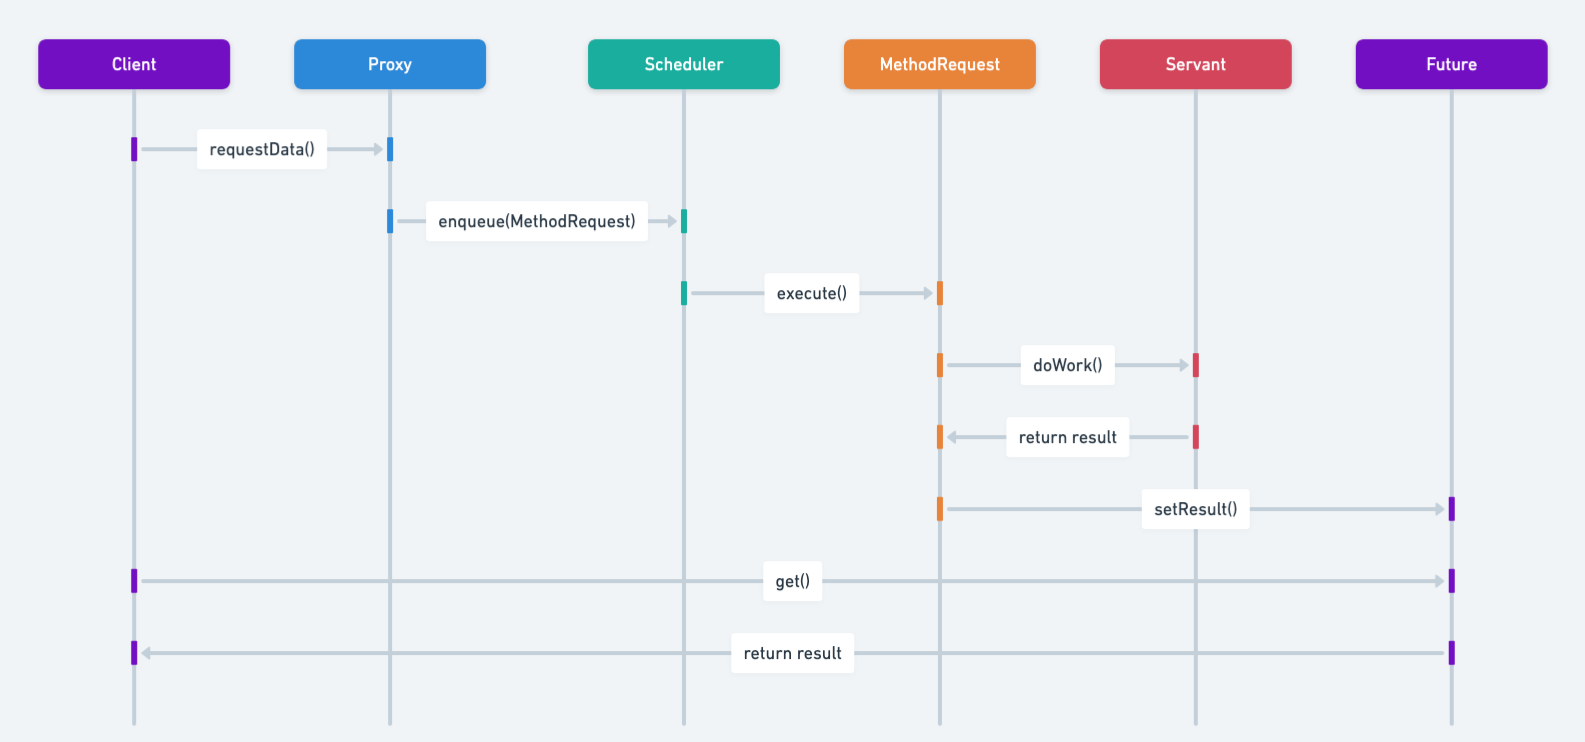 Client
Proxy
Scheduler
MethodRequest
Servant
Future
requestData()
enqueue(MethodRequest)
execute()
doWork()
return result
setResult()
get()
return result